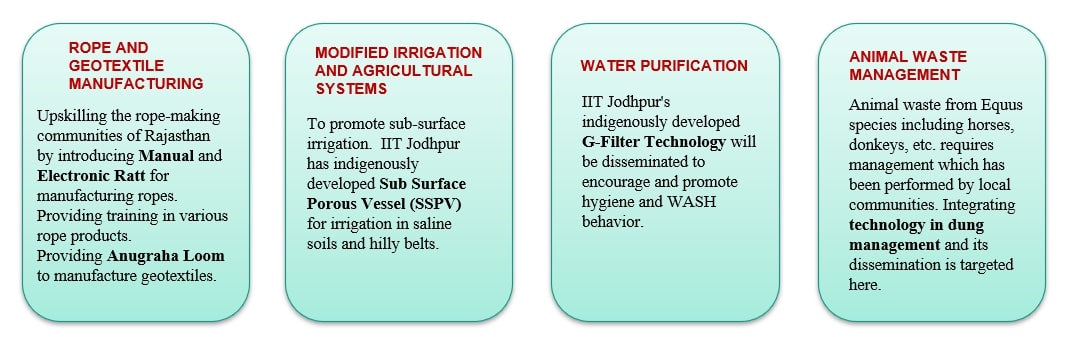 ROPE AND
GEOTEXTILE
MANUFACTURING
Upskilling the rope-making
communities of Rajasthan
by introducing Manual and
Electronic Ratt for
manufacturing ropes.
Providing training in various
rope products.
Providing Anugraha Loom
to manufacture geotextiles.
MODIFIED IRRIGATION
AND AGRICULTURAL
SYSTEMS
To promote sub-surface
irrigation. IIT Jodhpur
has indigenously
developed Sub Surface
Porous Vessel (SSPV)
for irrigation in saline
soils and hilly belts.
WATER PURIFICATION
IIT Jodhpur's
indigenously developed
G-Filter Technology will
be disseminated to
encourage and promote
hygiene and WASH
behavior.
ANIMAL WASTE
MANAGEMENT
Animal waste from Equus
species including horses,
donkeys, etc. requires
management which has
been performed by local
communities. Integrating
technology in dung
management and its
dissemination is targeted
here.